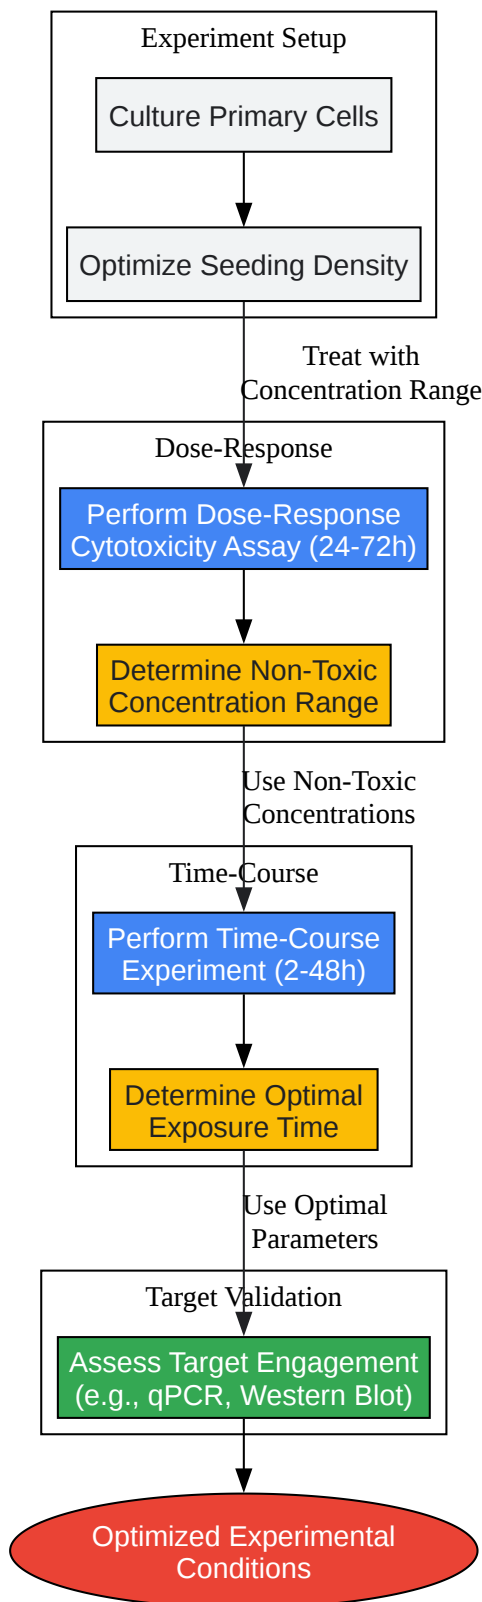 Experiment Setup
Culture Primary Cells
Optimize Seeding Density
Treat with
Concentration Range
Dose-Response
Perform Dose-Response
Cytotoxicity Assay (24-72h)
Determine Non-Toxic
Concentration Range
Use Non-Toxic
Concentrations
Time-Course
Perform Time-Course
Experiment (2-48h)
Determine Optimal
Exposure Time
Use Optimal
Parameters
Target Validation
Assess Target Engagement
(e.g., qPCR, Western Blot)
Optimized Experimental
Conditions